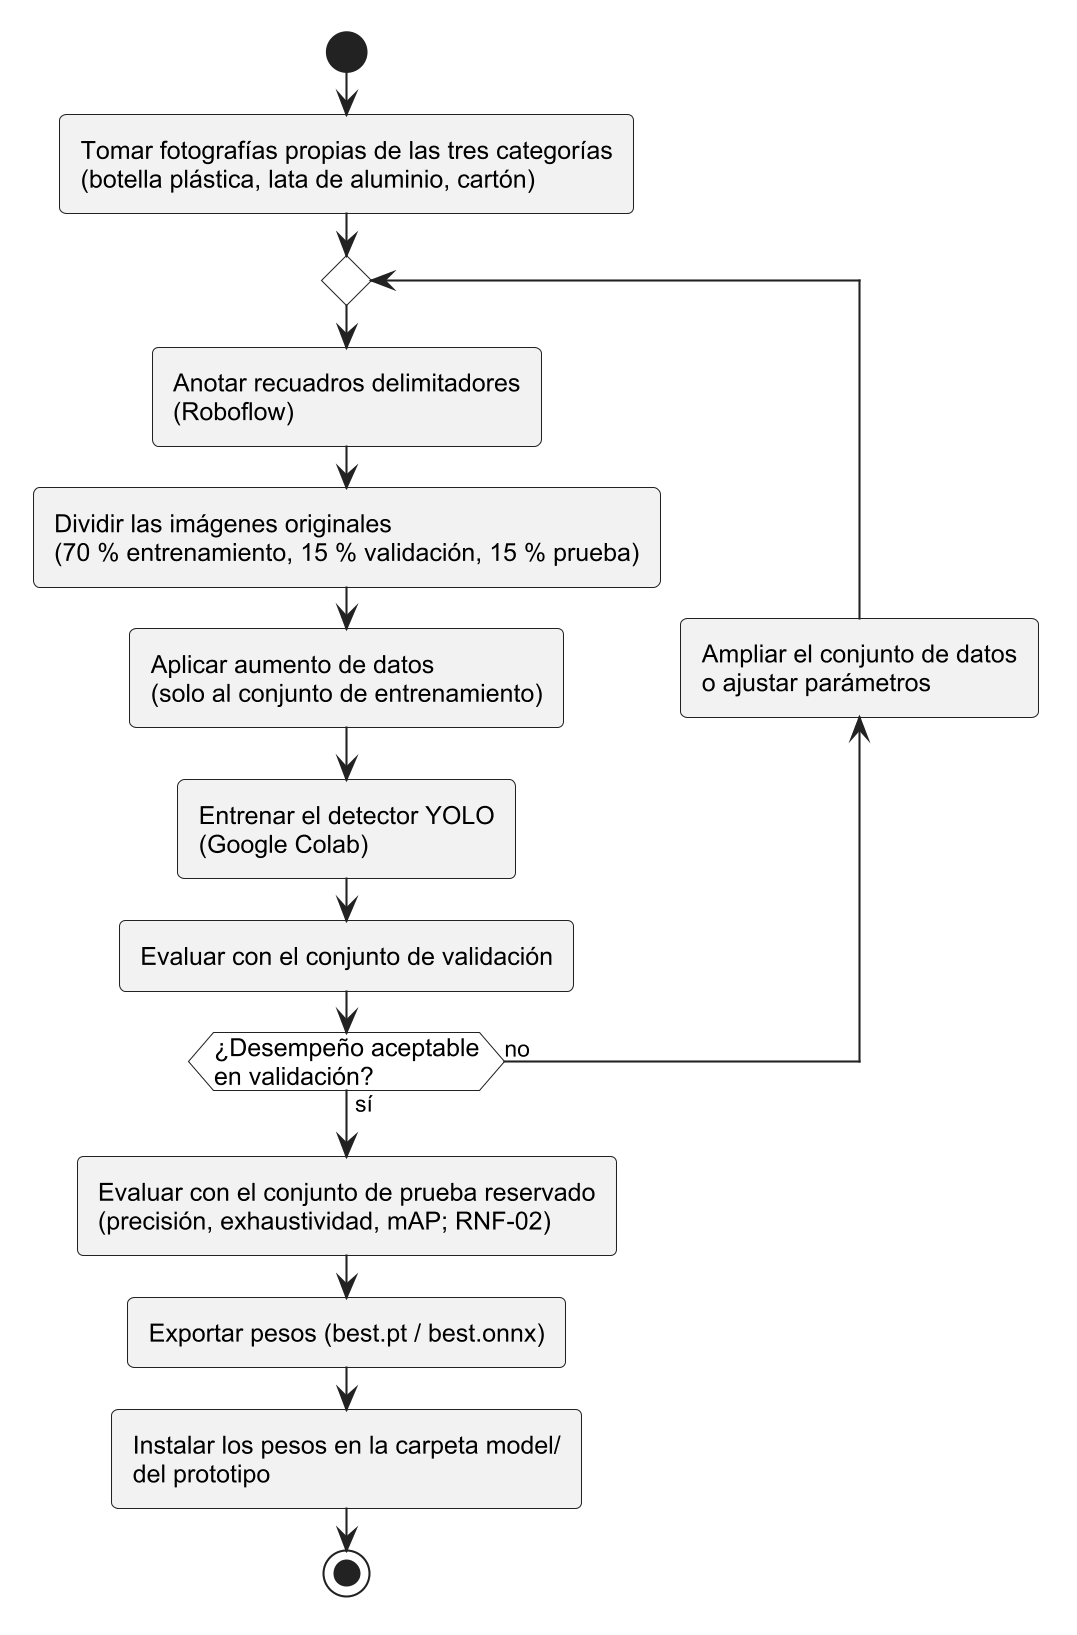 Tomar fotografías propias de las tres categorías
(botella plástica, lata de aluminio, cartón)
Anotar recuadros delimitadores
(Roboflow)
Dividir las imágenes originales
(70 % entrenamiento, 15 % validación, 15 % prueba)
Aplicar aumento de datos
(solo al conjunto de entrenamiento)
Ampliar el conjunto de datos
o ajustar parámetros
Entrenar el detector YOLO
(Google Colab)
Evaluar con el conjunto de validación
¿Desempeño aceptable
en validación?
no
sí
Evaluar con el conjunto de prueba reservado
(precisión, exhaustividad, mAP; RNF-02)
Exportar pesos (best.pt / best.onnx)
Instalar los pesos en la carpeta model/
del prototipo